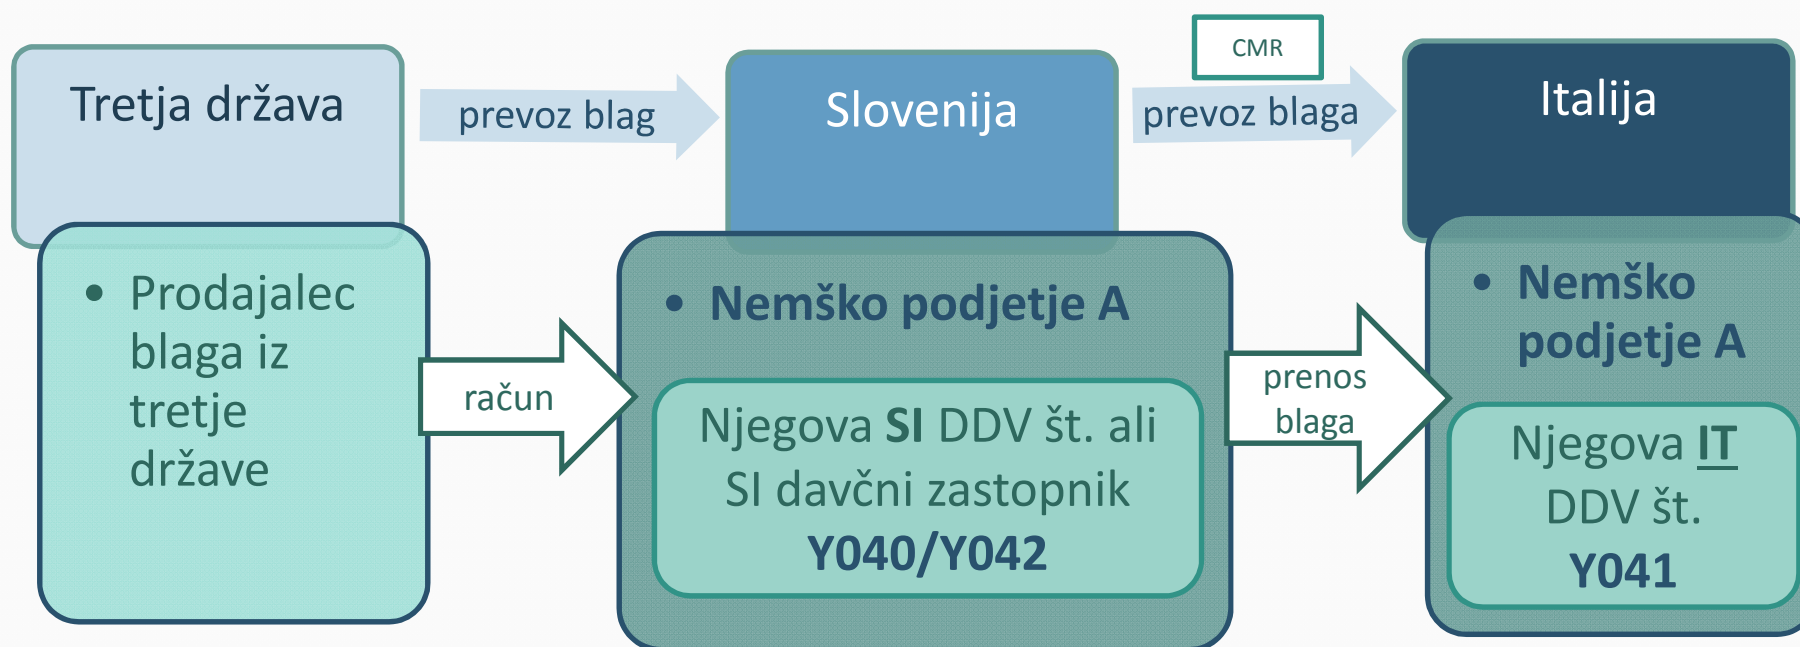 CMR
Tretja država
prevoz blag
Slovenija
prevoz blaga
Italija
• Prodajalec
blaga iz
tretje
države
račun
• Nemško podjetje A
Njegova SI DDV št. ali
SI davčni zastopnik
Y040/Y042
prenos
blaga
• Nemško
podjetje A
Njegova IT
DDV št.
Y041